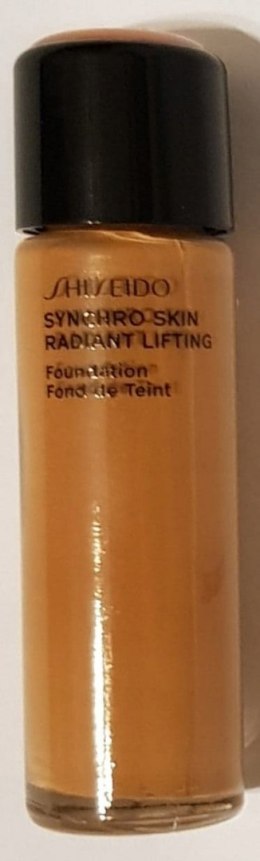 SHISEIDO
SYNCHRO SKIN
RADIANT LIFTING
Foundation
Fond de Teint